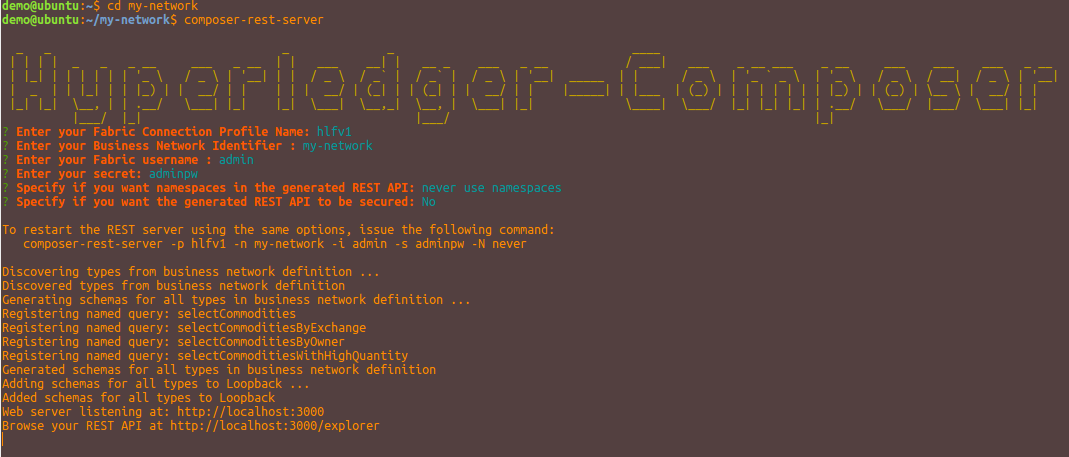 demo@ubuntu:~$ cd my-network
demo@ubuntu:~/my-network$ composer-rest-server
Hyperledger-Composer
? Enter your Fabric Connection Profile Name: hlfv1
? Enter your Business Network Identifier : my-network
? Enter your Fabric username : admin
? Enter your secret: adminpw
? Specify if you want namespaces in the generated REST API: never use namespaces
? Specify if you want the generated REST API to be secured: No
To restart the REST server using the same options, issue the following command:
composer-rest-server -p hlfv1 -n my-network -i admin -s adminpw -N never
Discovering types from business network definition ...
Discovered types from business network definition
Generating schemas for all types in business network definition ...
Registering named query: selectCommodities
Registering named query: selectCommoditiesByExchange
Registering named query: selectCommoditiesByOwner
Registering named query: selectCommoditiesWithHighQuantity
Generated schemas for all types in business network definition
Adding schemas for all types to Loopback ...
Added schemas for all types to Loopback
Web server listening at: http://localhost:3000
Browse your REST API at http://localhost:3000/explorer